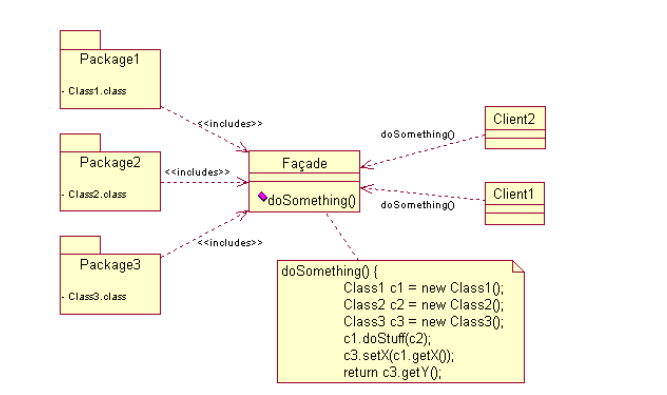 Package1
- Class1.class
<<includes>>
Package2
<<includes>>
- Class2.class
<<includes>>
Package3
- Class3.class
Façade
doSomething()
Client2
doSomething()
Client1
doSomething()
doSomething() {
Class1 c1 = new Class1();
Class2 c2 = new Class2();
Class3 c3 = new Class3();
c1.doStuff(c2);
c3.setX(c1.getX());
return c3.getY();